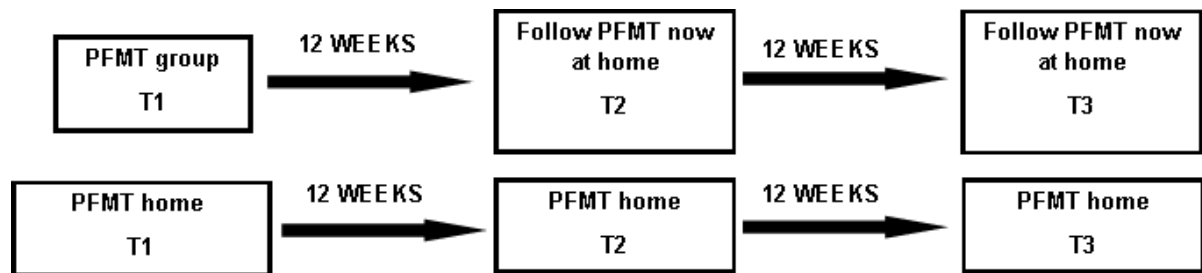 PFMT group
T1
12 WEEKS
Follow PFMT now
at home
T2
12 WEEKS
Follow PFMT now
at home
T3
PFMT home
T1
12 WEEKS
PFMT home
T2
12 WEEKS
PFMT home
T3